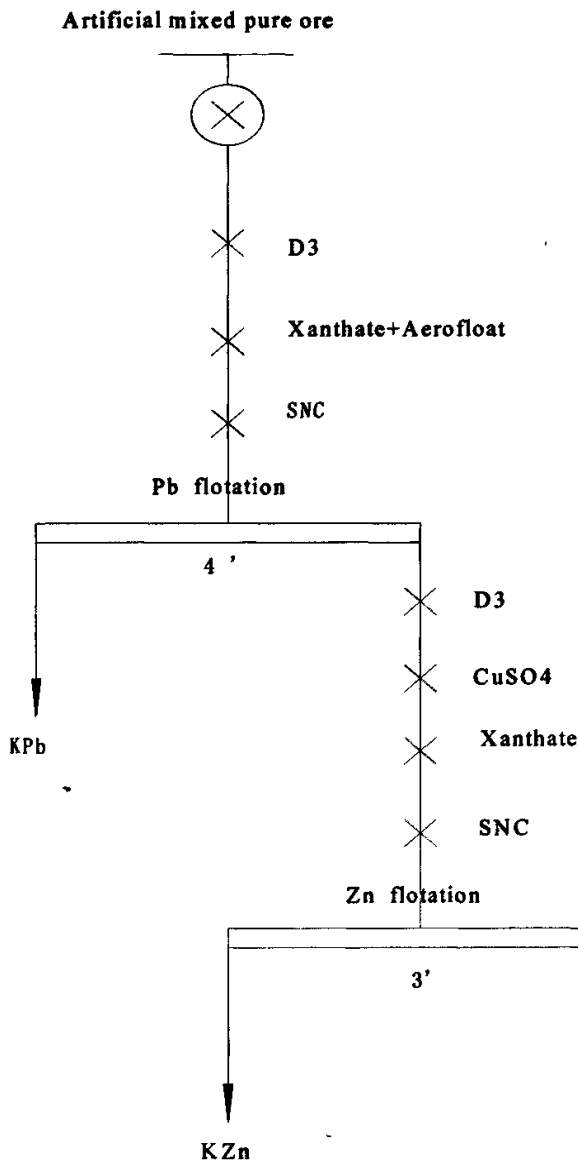 Artificial mixed pure ore
D3
Xanthate+Aerofloat
SNC
Pb flotation
4 '
D3
CuSO4
Xanthate
KPb
SNC
Zn flotation
3'
KZn